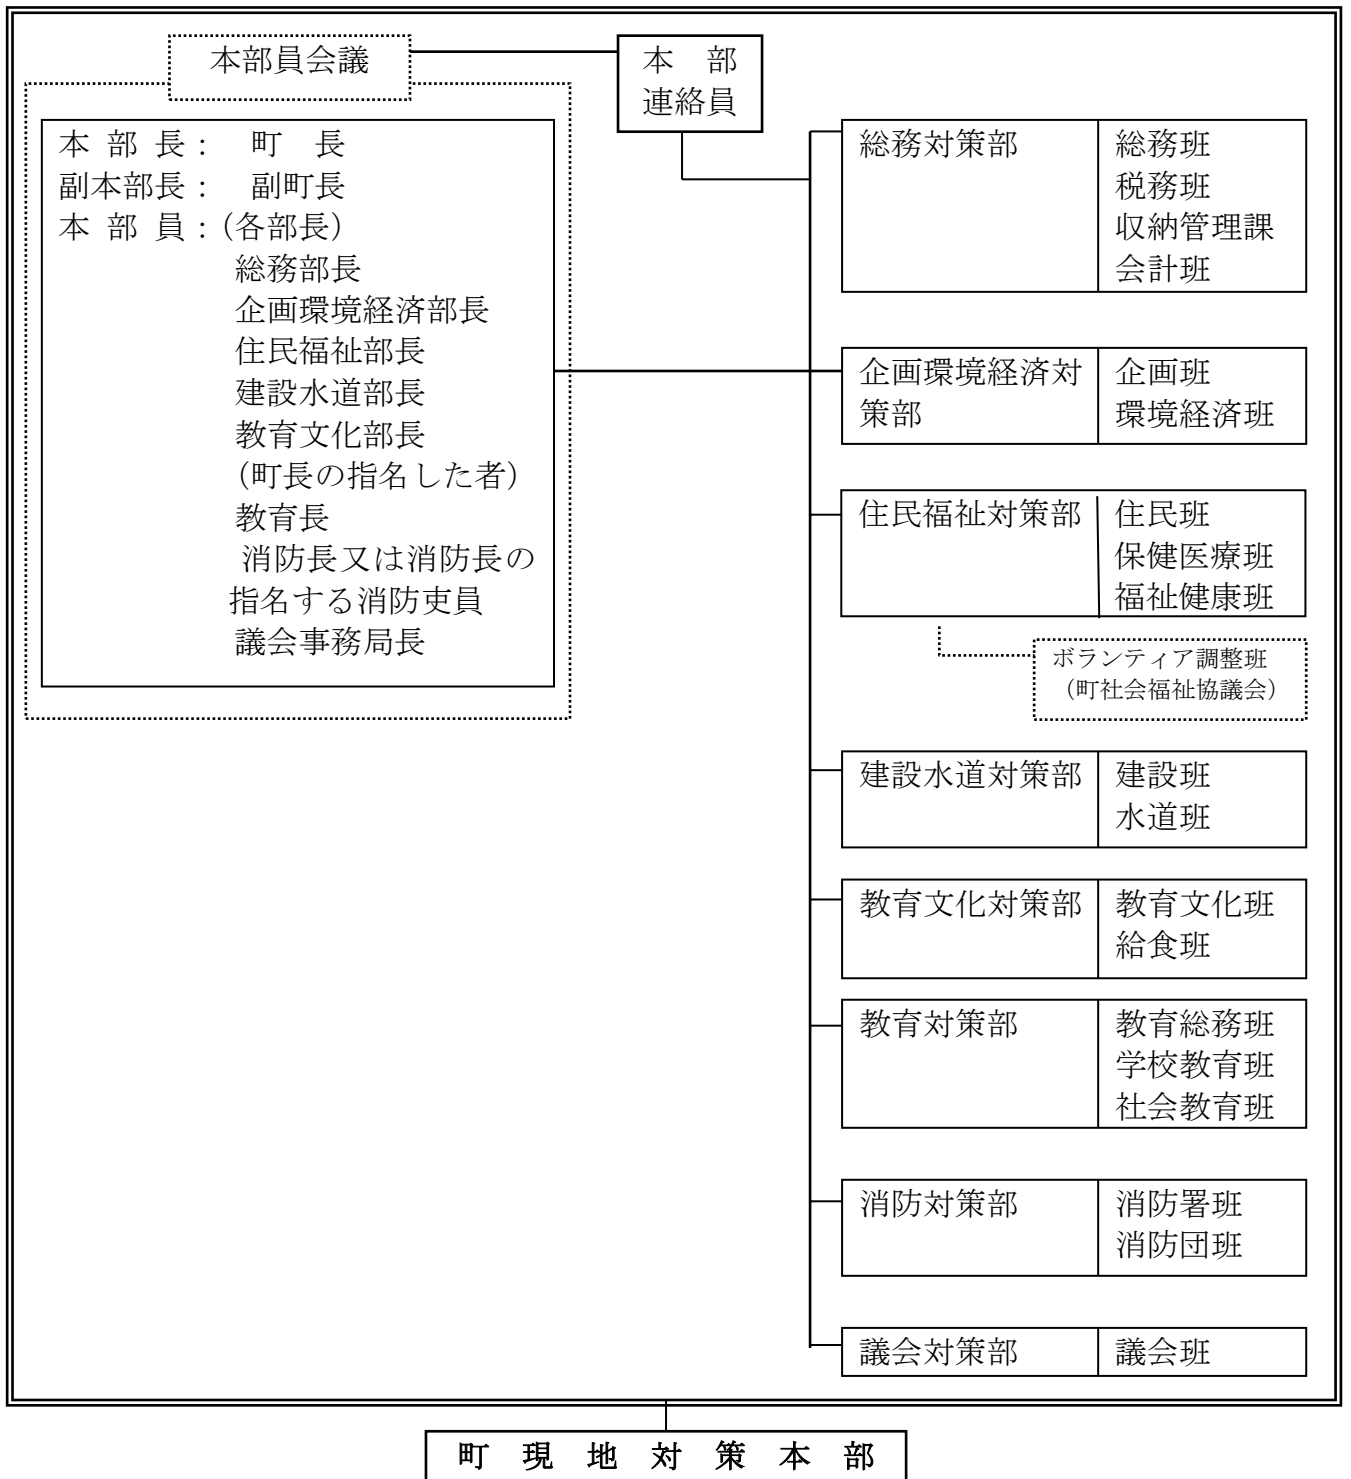 本部員会議
本　部
連絡員
本 部 長：　町　長
副本部長：　副町長
本 部 員：（各部長）
総務部長
企画環境経済部長
住民福祉部長
建設水道部長
教育文化部長
（町長の指名した者）
教育長
消防長又は消防長の
指名する消防吏員
議会事務局長
総務対策部
総務班
税務班
収納管理課
会計班
企画環境経済対
策部
企画班
環境経済班
住民福祉対策部
住民班
保健医療班
福祉健康班
ボランティア調整班
（町社会福祉協議会）
建設水道対策部
建設班
水道班
教育文化対策部
教育文化班
給食班
教育対策部
教育総務班
学校教育班
社会教育班
消防対策部
消防署班
消防団班
議会対策部
議会班
町　現　地　対　策　本　部